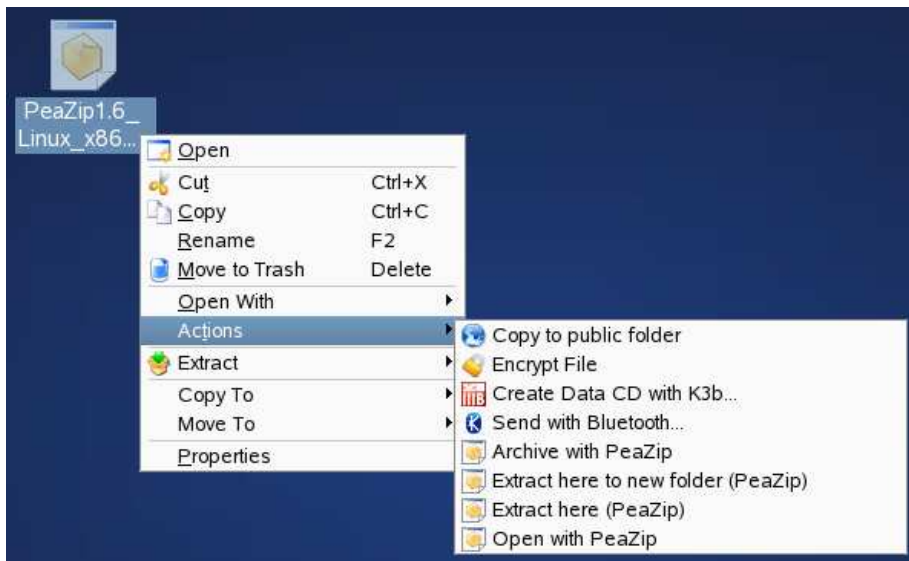 PeaZip1.6_
Linux_x86...
Open
Cut Ctrl+X
Copy Ctrl+C
Rename F2
Move to Trash Delete
Open With
Actions
Extract
Copy To
Move To
Properties
Copy to public folder
Encrypt File
Create Data CD with K3b...
Send with Bluetooth...
Archive with PeaZip
Extract here to new folder (PeaZip)
Extract here (PeaZip)
Open with PeaZip